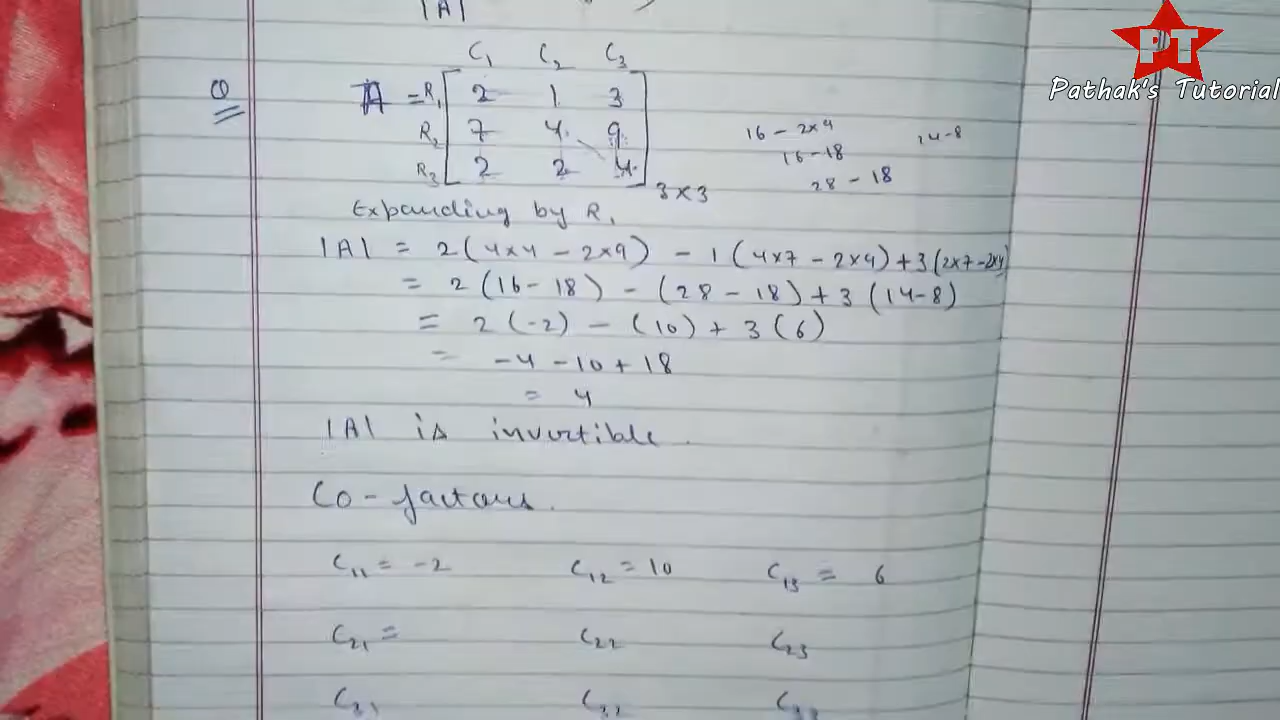 |A|
PT
Pathak's Tutorial
C₁ C₂ C₃
Q A = R₁ 2 1 3
R₂ 7 4 9
R₃ 2 2 4
3×3
16 - 2×9
16 - 18
28 - 18
14-8
Expanding by R₁
|A| = 2(4×4 - 2×9) - 1(4×7 - 2×9) + 3(2×7-2×4)
= 2(16-18) - (28-18) + 3(14-8)
= 2(-2) - (10) + 3(6)
= -4 - 10 + 18
= 4
|A| is invertible.
Co-factors.
C₁₁ = -2 C₁₂ = 10 C₁₃ = 6
C₂₁ = C₂₂ C₂₃
C₃₁ C₃₂ C₃₃